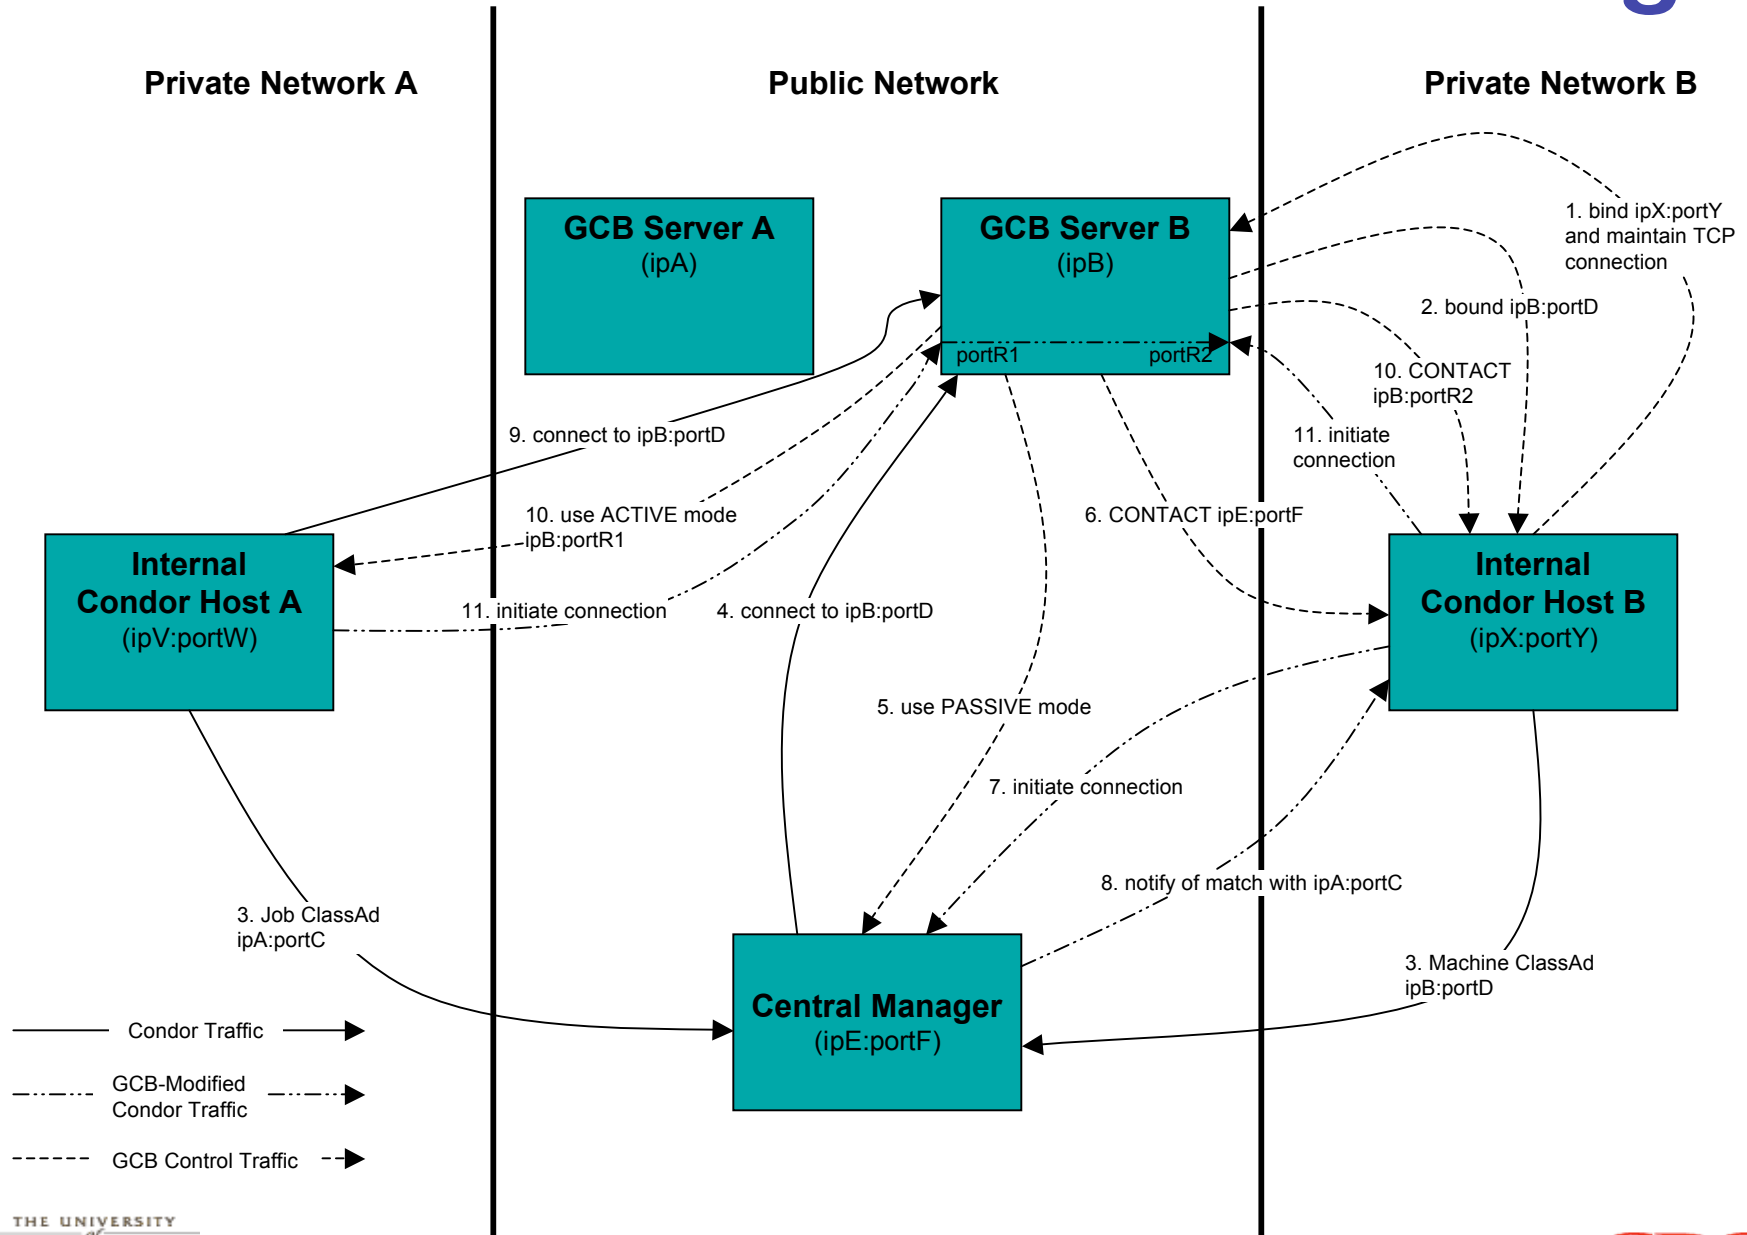 g
Private Network A
Public Network
Private Network B
GCB Server A
(ipA)
GCB Server B
(ipB)
portR1
portR2
1. bind ipX:portY
and maintain TCP
connection
2. bound ipB:portD
10. CONTACT
ipB:portR2
11. initiate
connection
9. connect to ipB:portD
10. use ACTIVE mode
ipB:portR1
6. CONTACT ipE:portF
Internal
Condor Host A
(ipV:portW)
11. initiate connection
4. connect to ipB:portD
Internal
Condor Host B
(ipX:portY)
5. use PASSIVE mode
7. initiate connection
8. notify of match with ipA:portC
3. Job ClassAd
ipA:portC
3. Machine ClassAd
ipB:portD
Central Manager
(ipE:portF)
Condor Traffic
GCB-Modified
Condor Traffic
GCB Control Traffic
THE UNIVERSITY
of